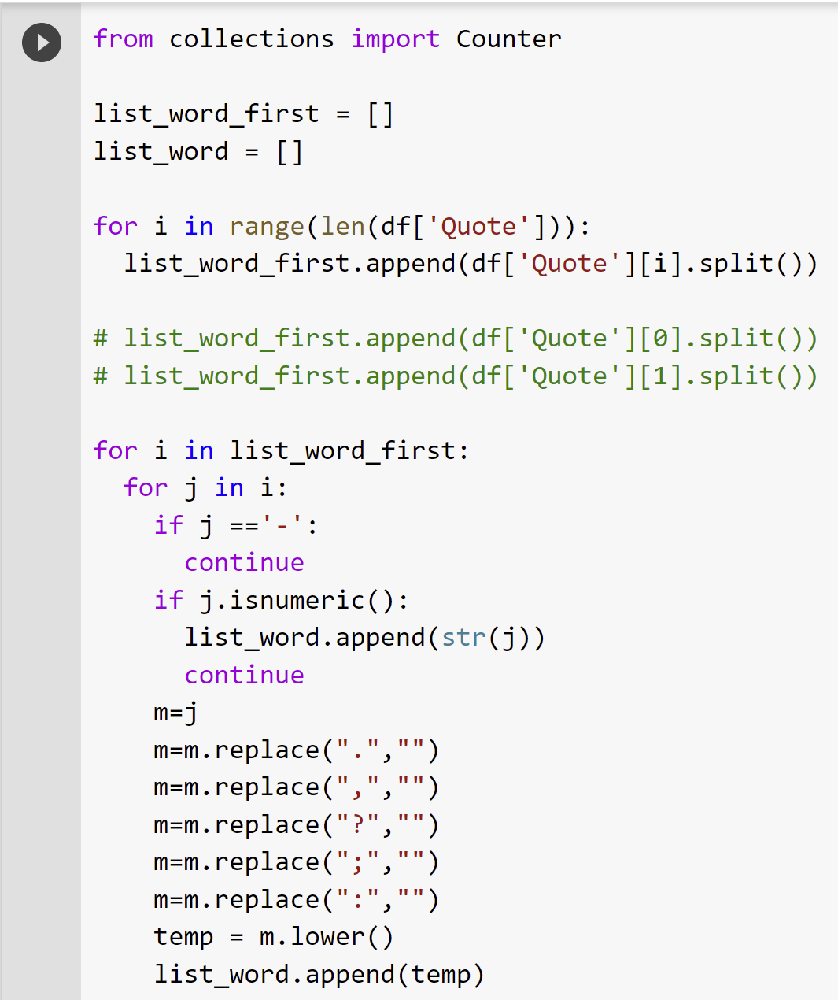 from collections import Counter
list_word_first = []
list_word = []
for i in range(len(df['Quote'])):
  list_word_first.append(df['Quote'][i].split())
# list_word_first.append(df['Quote'][0].split())
# list_word_first.append(df['Quote'][1].split())
for i in list_word_first:
  for j in i:
    if j =='-':
      continue
    if j.isnumeric():
      list_word.append(str(j))
      continue
    m=j
    m=m.replace(".","")
    m=m.replace(",","")
    m=m.replace("?","")
    m=m.replace(";","")
    m=m.replace(":","")
    temp = m.lower()
    list_word.append(temp)